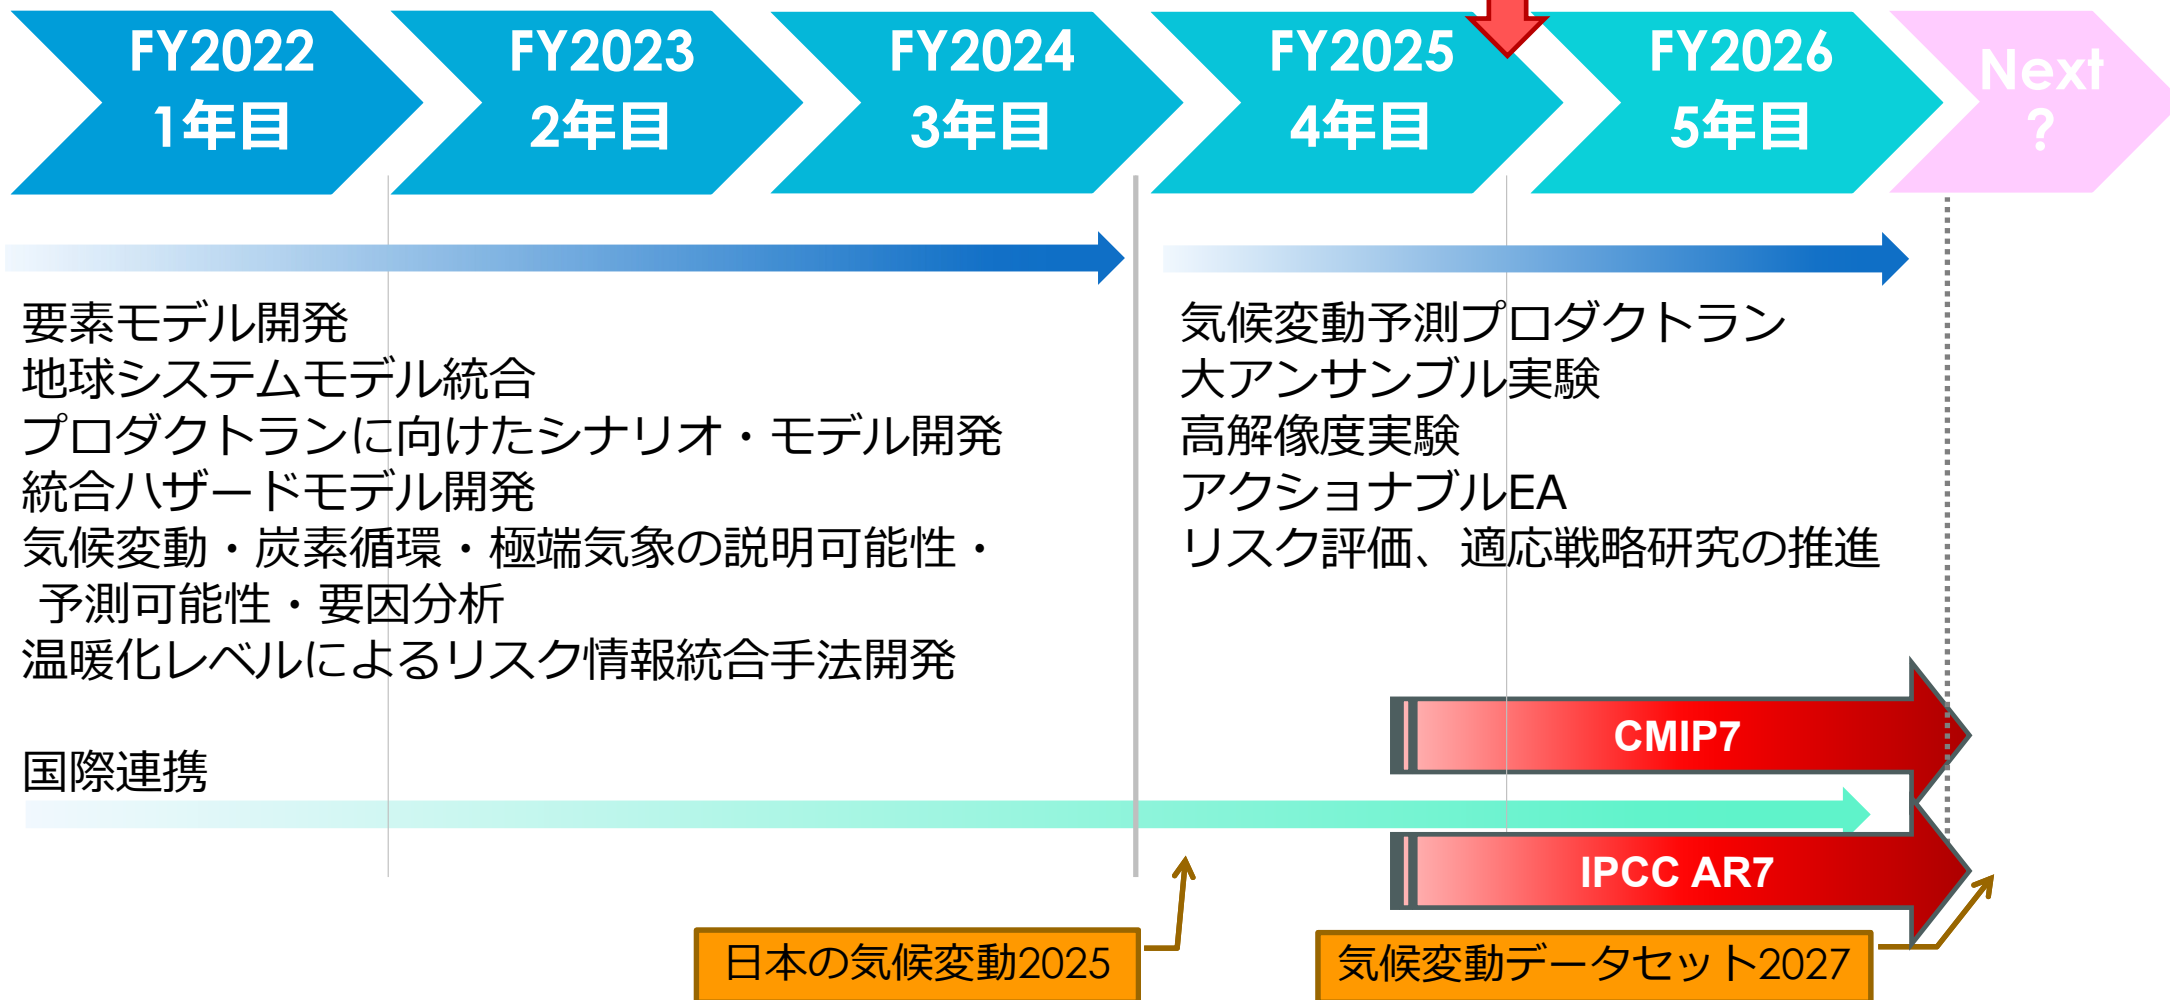 FY2022
1年目
FY2023
2年目
FY2024
3年目
FY2025
4年目
FY2026
5年目
Next
?
要素モデル開発
地球システムモデル統合
プロダクトランに向けたシナリオ・モデル開発
統合ハザードモデル開発
気候変動・炭素循環・極端気象の説明可能性・
予測可能性・要因分析
温暖化レベルによるリスク情報統合手法開発
国際連携
気候変動予測プロダクトラン
大アンサンブル実験
高解像度実験
アクショナブルEA
リスク評価、適応戦略研究の推進
CMIP7
IPCC AR7
日本の気候変動2025
気候変動データセット2027